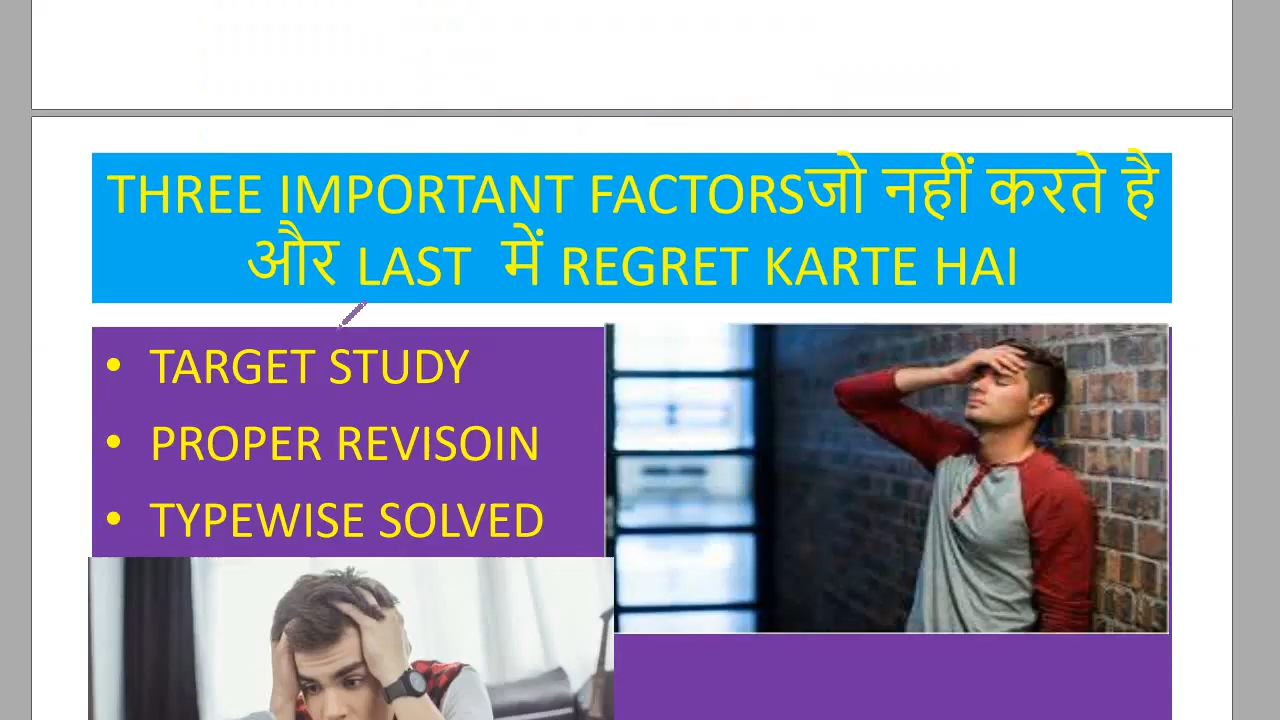 THREE IMPORTANT FACTORSजो नहीं करते है
और LAST में REGRET KARTE HAI
• TARGET STUDY
• PROPER REVISOIN
• TYPEWISE SOLVED